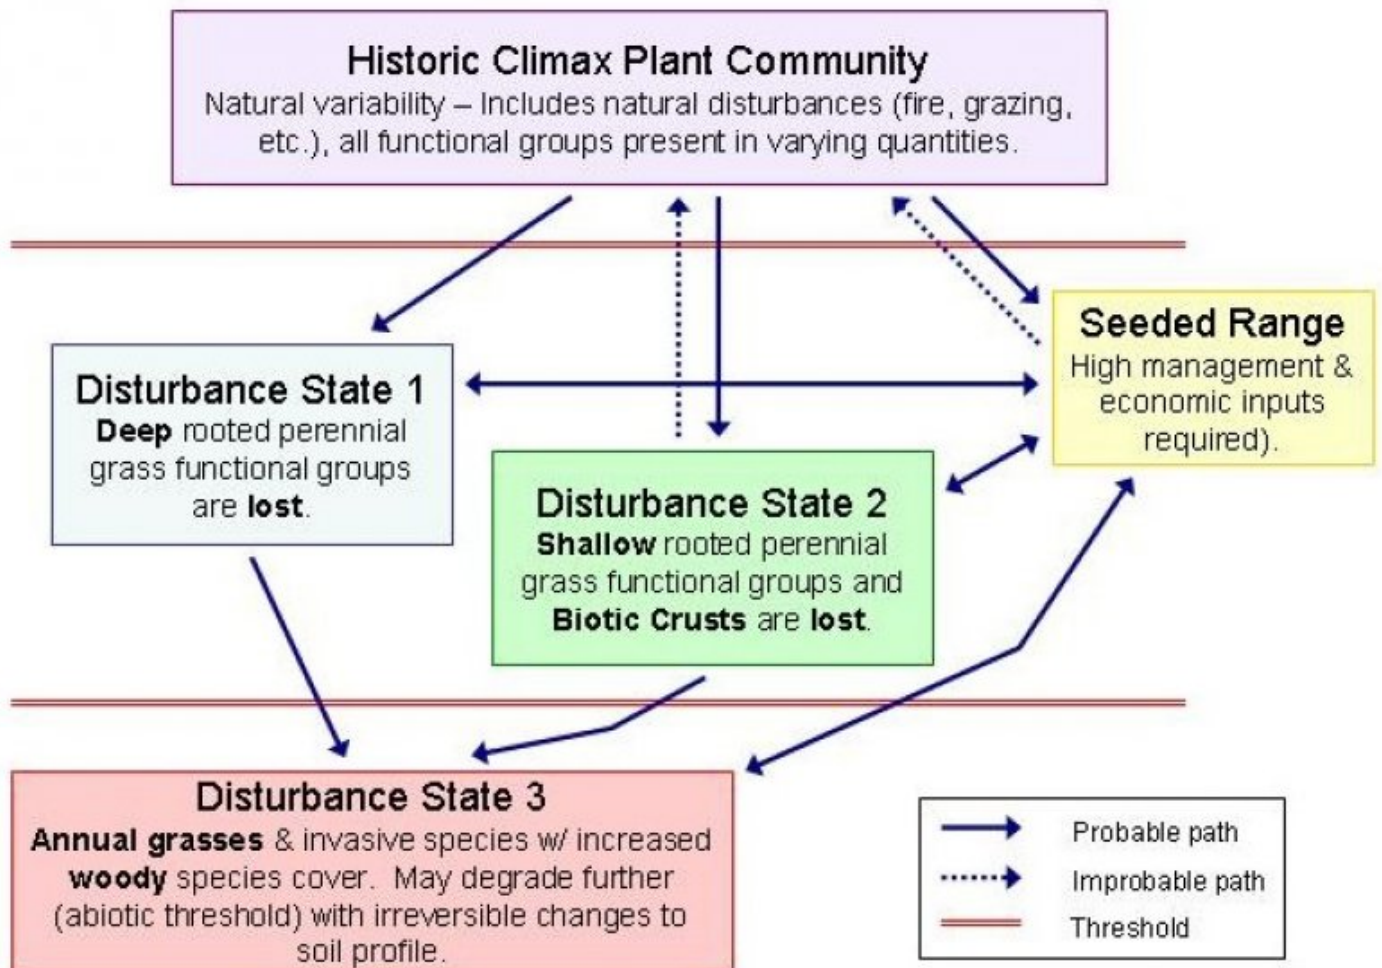 Historic Climax Plant Community
Natural variability – Includes natural disturbances (fire, grazing,
etc.), all functional groups present in varying quantities.
Seeded Range
High management &
economic inputs
required).
Disturbance State 1
Deep rooted perennial
grass functional groups
are lost.
Disturbance State 2
Shallow rooted perennial
grass functional groups and
Biotic Crusts are lost.
Disturbance State 3
Annual grasses & invasive species w/ increased
woody species cover.  May degrade further
(abiotic threshold) with irreversible changes to
soil profile.
Probable path
Improbable path
Threshold